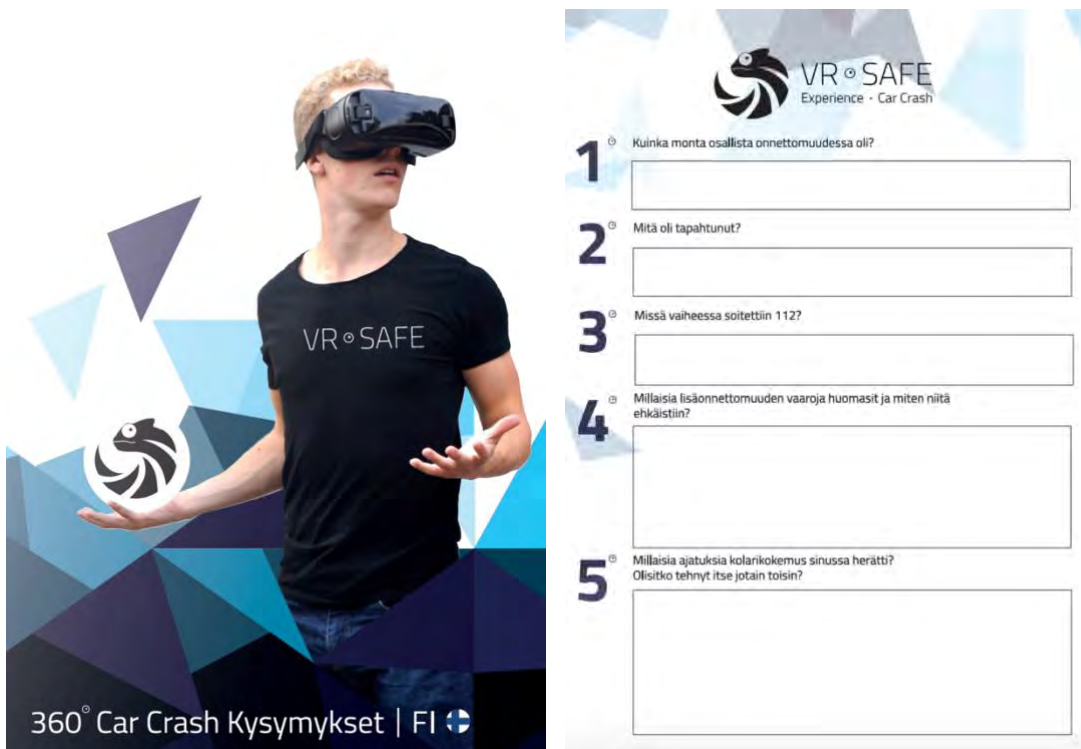 VR SAFE
360° Car Crash Kysymykset | FI
VR SAFE
Experience · Car Crash
1 Kuinka monta osallista onnettomuudessa oli?
2 Mitä oli tapahtunut?
3 Missä vaiheessa soitettiin 112?
4 Millaisia lisäonnettomuuden vaaroja huomasit ja miten niitä
ehkäistiin?
5 Millaisia ajatuksia kolarikokemus sinussa herätti?
Olisitko tehnyt itse jotain toisin?